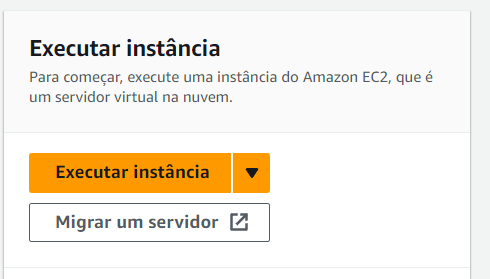 Executar instância
Para começar, execute uma instância do Amazon EC2, que é
um servidor virtual na nuvem.
Executar instância
Migrar um servidor